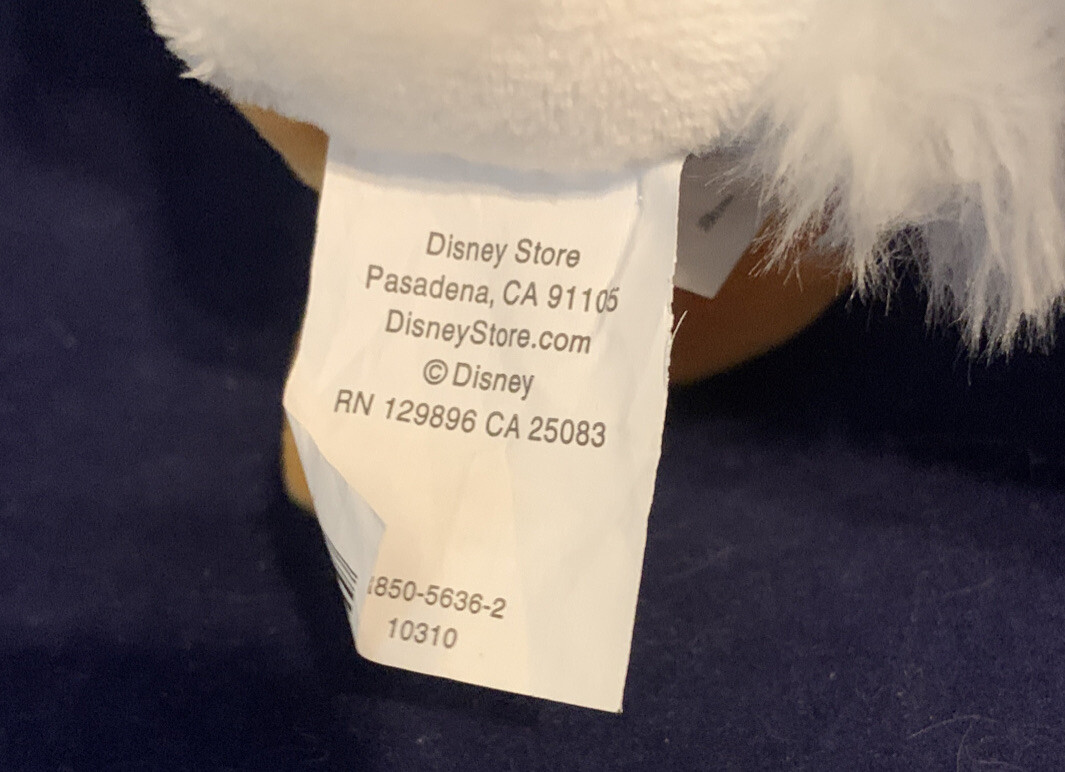 Disney Store
Pasadena, CA 91105
DisneyStore.com
© Disney
RN 129896 CA 25083
850-5636-2
10310